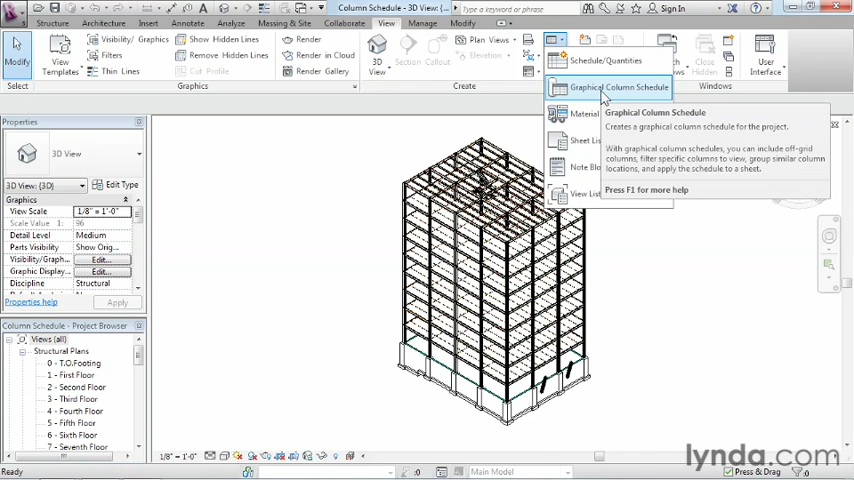 Column Schedule - 3D View: {
Type a keyword or phrase
Sign In
Structure
Architecture
Insert
Annotate
Analyze
Massing & Site
Collaborate
View
Manage
Modify
Modify
View
Templates
Visibility/ Graphics
Filters
Thin Lines
Show Hidden Lines
Remove Hidden Lines
Cut Profile
Render
Render in Cloud
Render Gallery
3D
View
Section
Callout
Plan Views
Elevation
Close
Hidden
User
Interface
Select
Graphics
Create
Windows
Schedule/Quantities
Graphical Column Schedule
Material
Sheet Lis
Note Blo
View List
Graphical Column Schedule
Creates a graphical column schedule for the project.
With graphical column schedules, you can include off-grid
columns, filter specific columns to view, group similar column
locations, and apply the schedule to a sheet.
Press F1 for more help
Properties
3D View
3D View: {3D}
Edit Type
Graphics
View Scale
1/8" = 1'-0"
Scale Value 1:
96
Detail Level
Medium
Parts Visibility
Show Orig...
Visibility/Graph...
Edit...
Graphic Display...
Edit...
Discipline
Structural
Properties help
Apply
Column Schedule - Project Browser
Views (all)
Structural Plans
0 - T.O.Footing
1 - First Floor
2 - Second Floor
3 - Third Floor
4 - Fourth Floor
5 - Fifth Floor
6 - Sixth Floor
7 - Seventh Floor
1/8" = 1'-0"
Ready
:0
Main Model
Press & Drag
:0
lynda.com